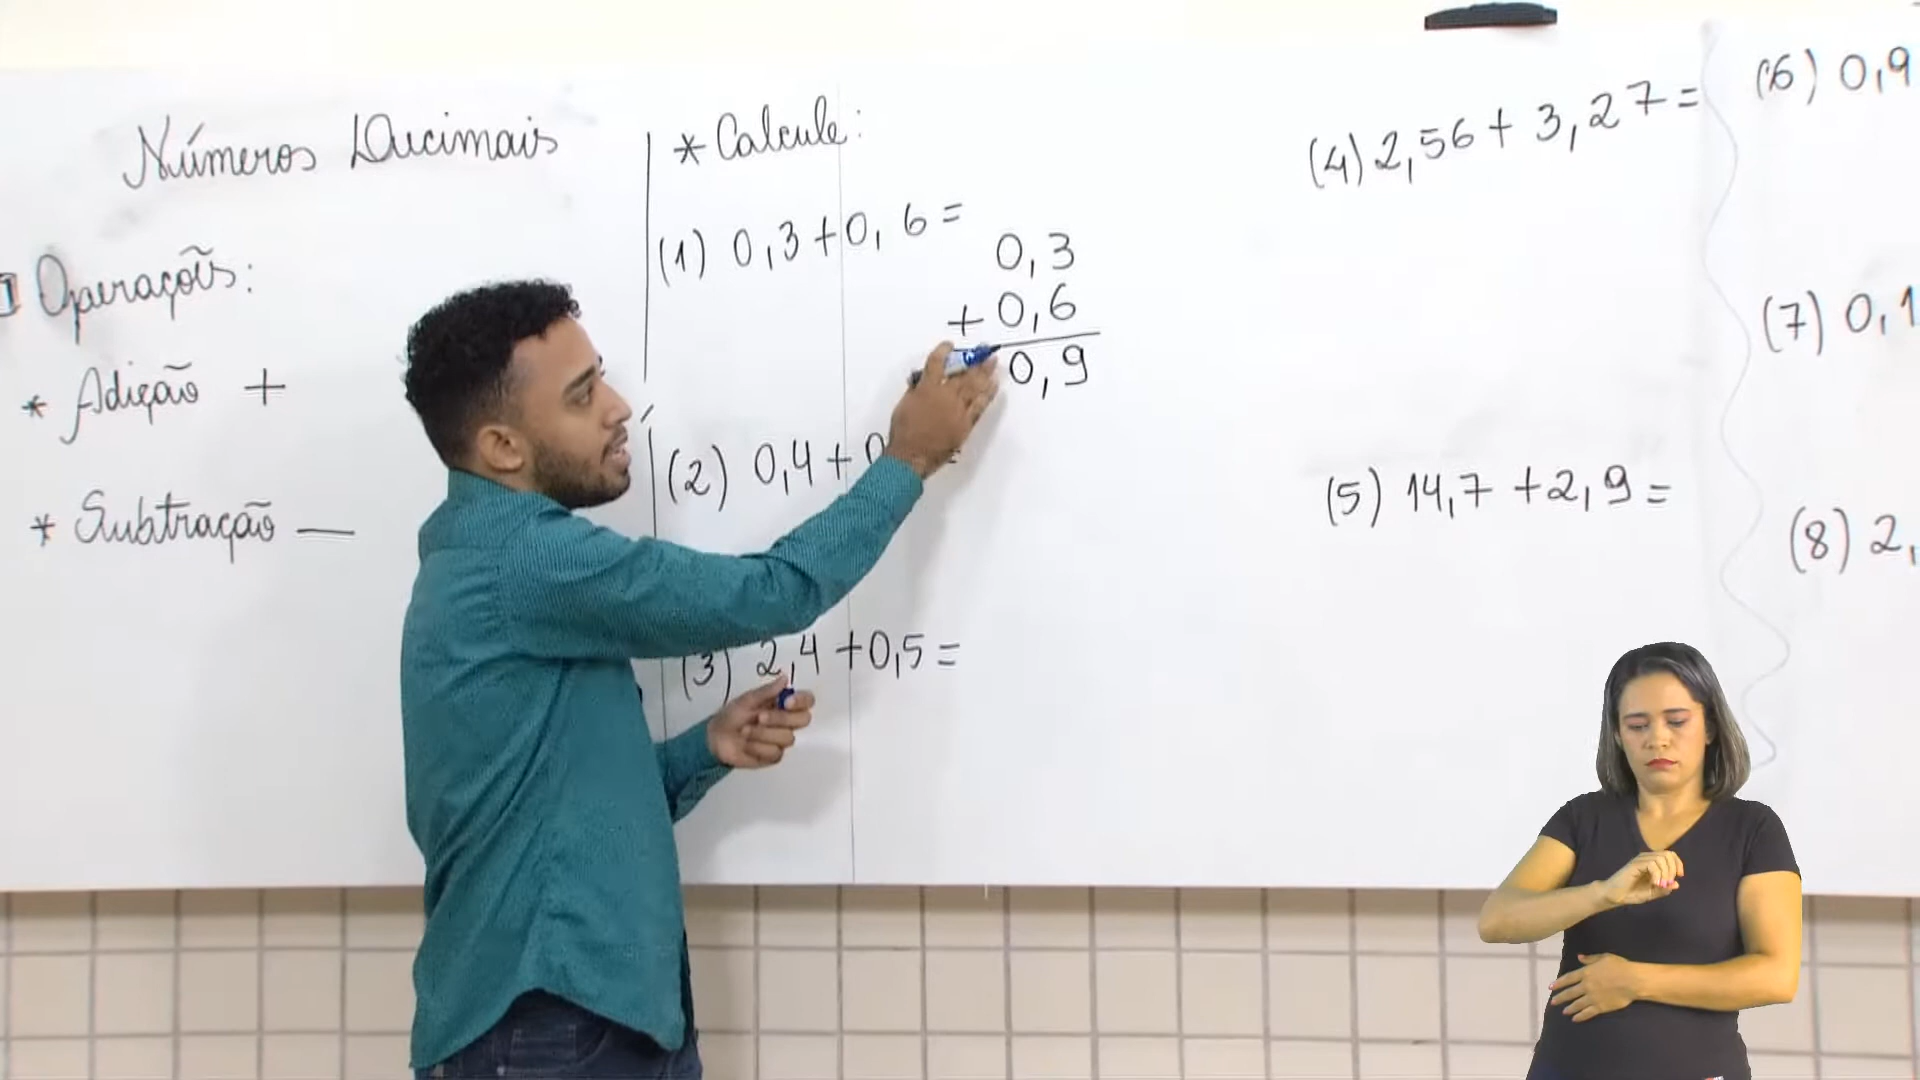 Números Decimais
Operações:
* Adição +
* Subtração —
* Calcule:
(1) 0,3+0,6=
0,3
+0,6
0,9
(2) 0,4+0
=
(3) 2,4+0,5=
(4) 2,56+3,27=
(5) 14,7+2,9=
(6) 0,9
(7) 0,1
(8) 2,